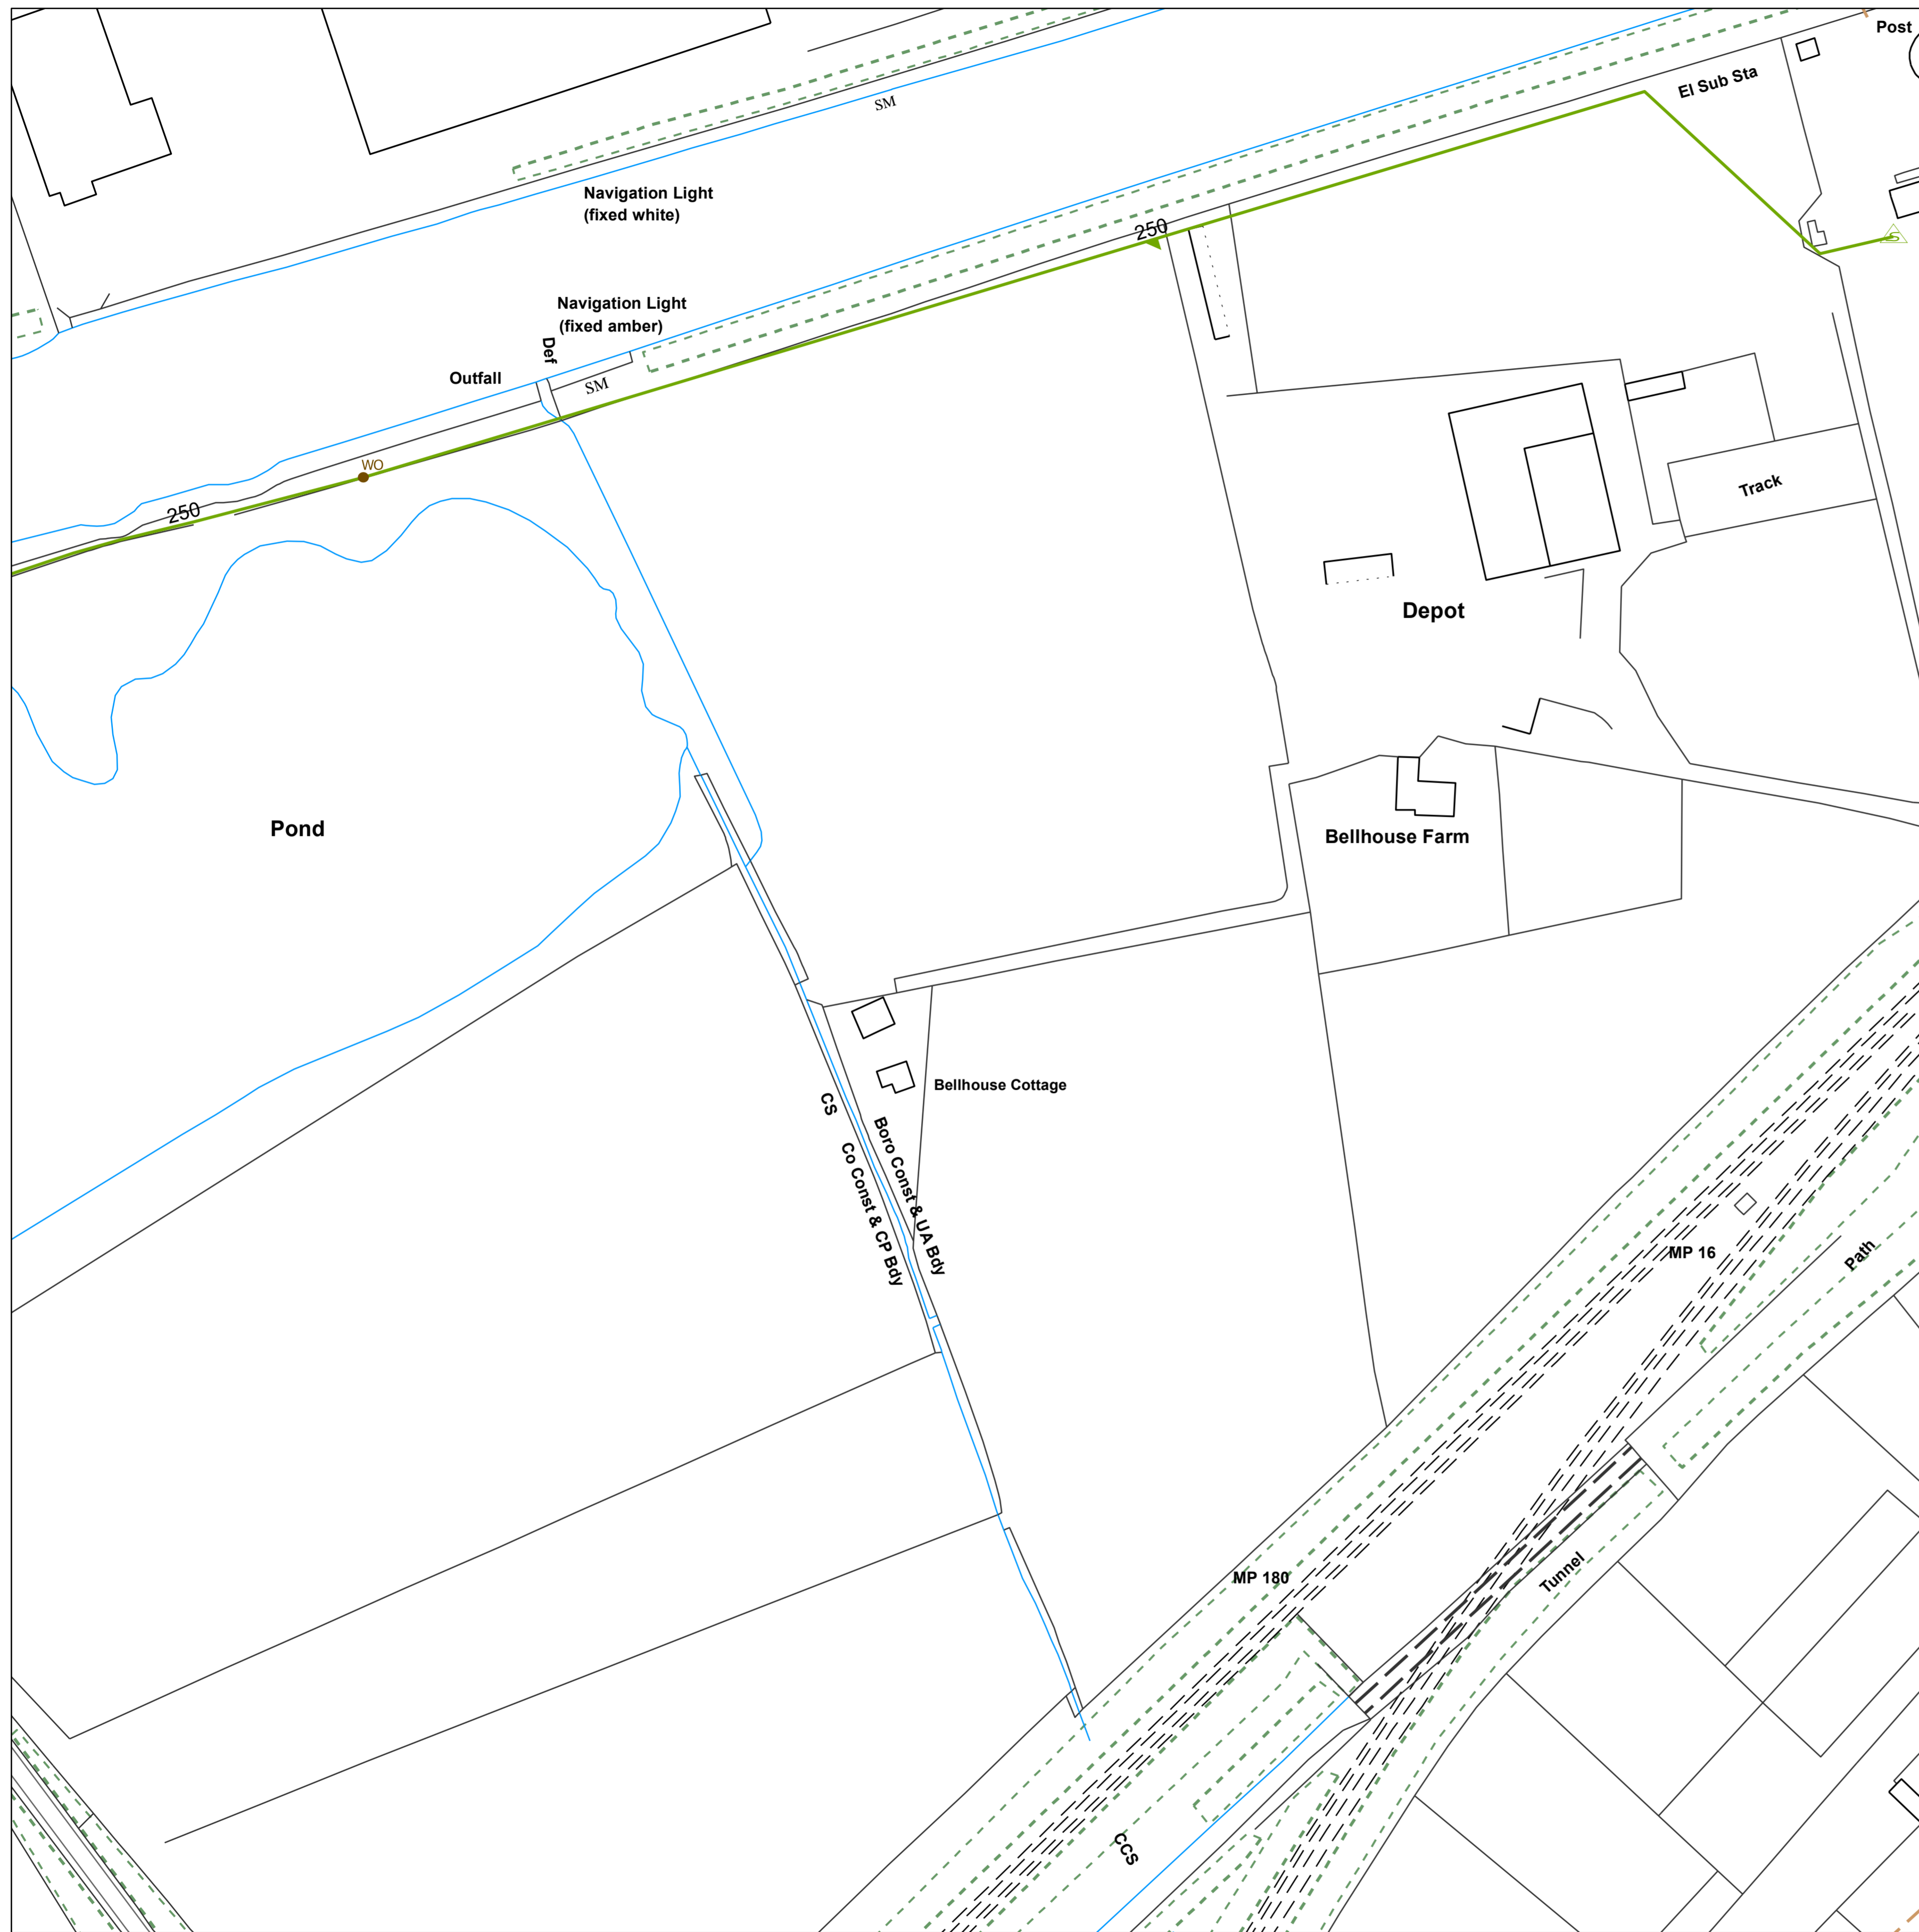 Post
El Sub Sta
SM
Navigation Light
(fixed white)
250
S
Navigation Light
(fixed amber)
Def
Outfall
SM
WO
250
Track
Depot
Pond
Bellhouse Farm
Bellhouse Cottage
CS
Boro Const & UA Bdy
Co Const & CP Bdy
MP 16
Path
MP 180
Tunnel
CCS